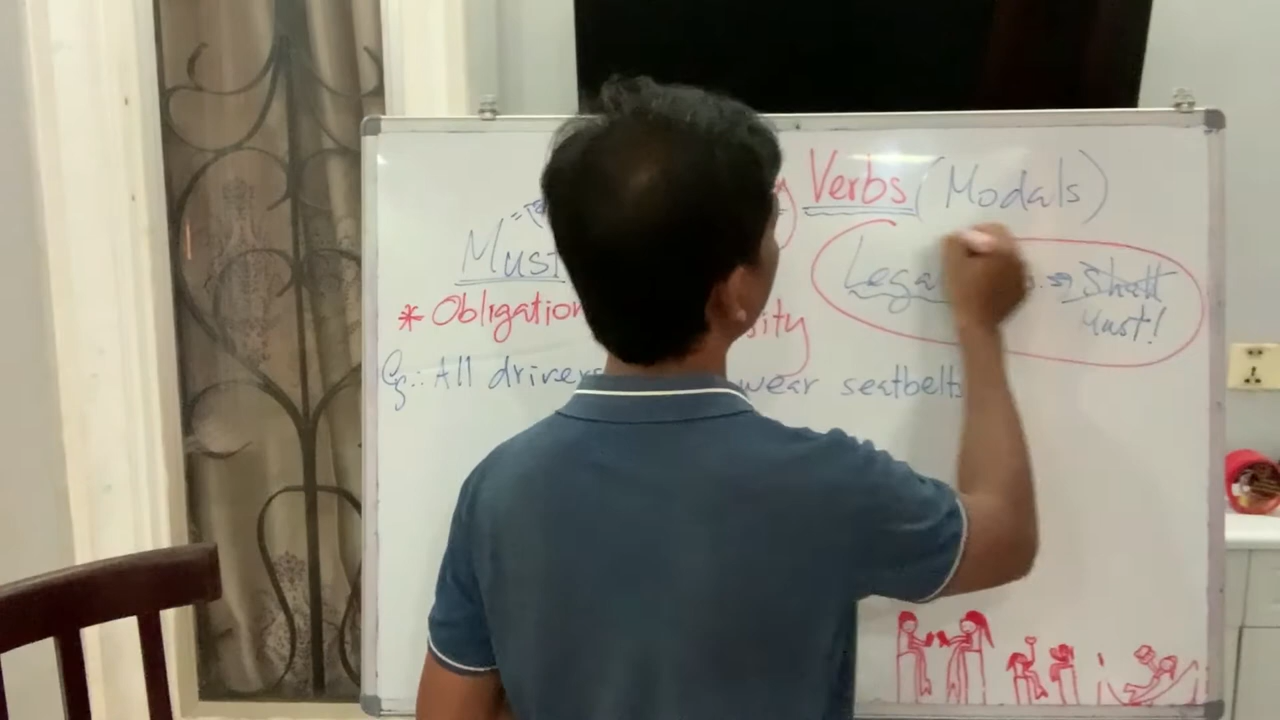 Verbs (Modals)
Must
* Obligation
sity
Eg.: All drivers wear seatbelts
Lega
⇒ Shall
Must!